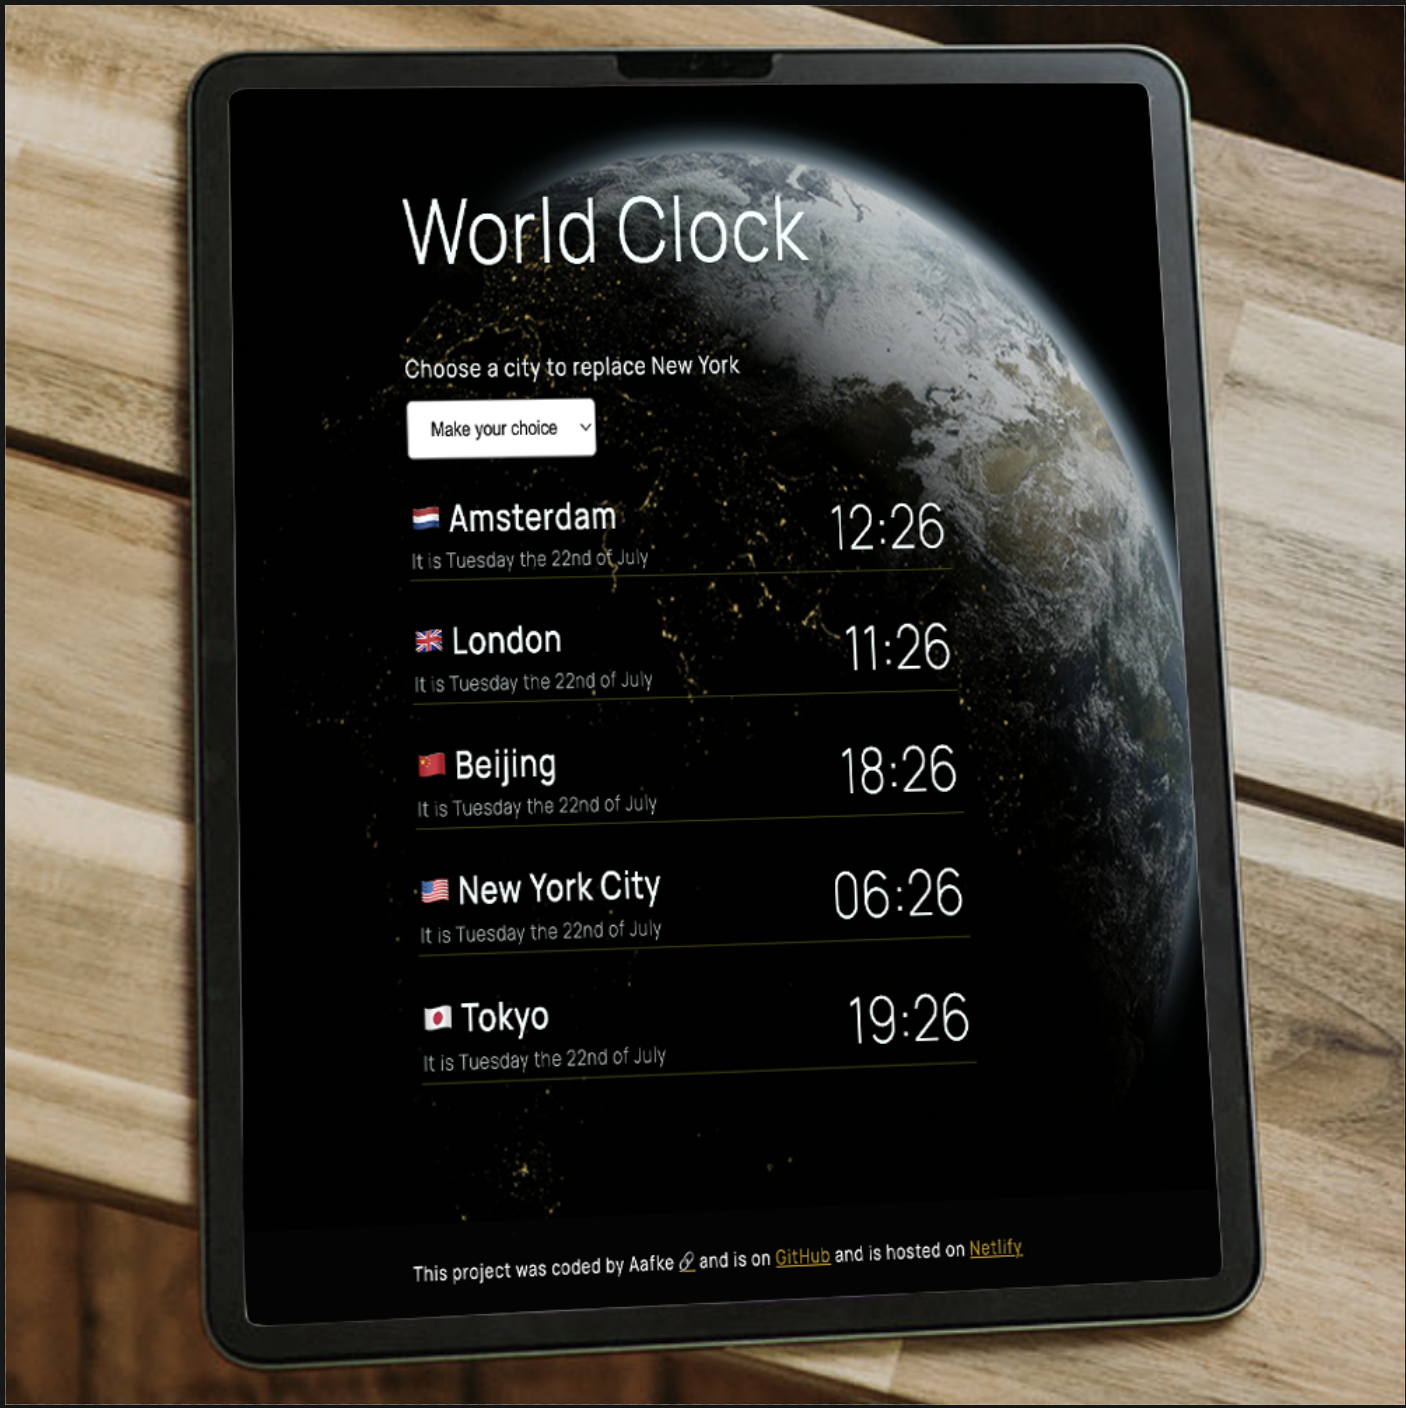 World Clock
Choose a city to replace New York
Make your choice
Amsterdam
12:26
It is Tuesday the 22nd of July
London
11:26
It is Tuesday the 22nd of July
Beijing
18:26
It is Tuesday the 22nd of July
New York City
06:26
It is Tuesday the 22nd of July
Tokyo
19:26
It is Tuesday the 22nd of July
This project was coded by Aafke 🔗 and is on GitHub and is hosted on Netlify